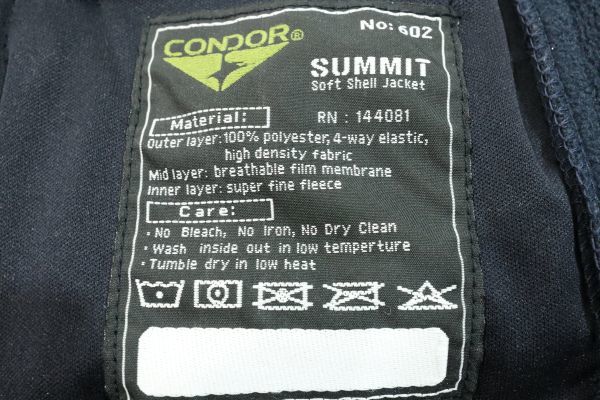 CONDOR®
No: 602
SUMMIT
Soft Shell Jacket
Material:
RN : 144081
Outer layer:100% polyester, 4-way elastic,
high density fabric
Mid layer: breathable film membrane
Inner layer: super fine fleece
Care:
· No Bleach, No Iron, No Dry Clean
· Wash inside out in low temperture
· Tumble dry in low heat